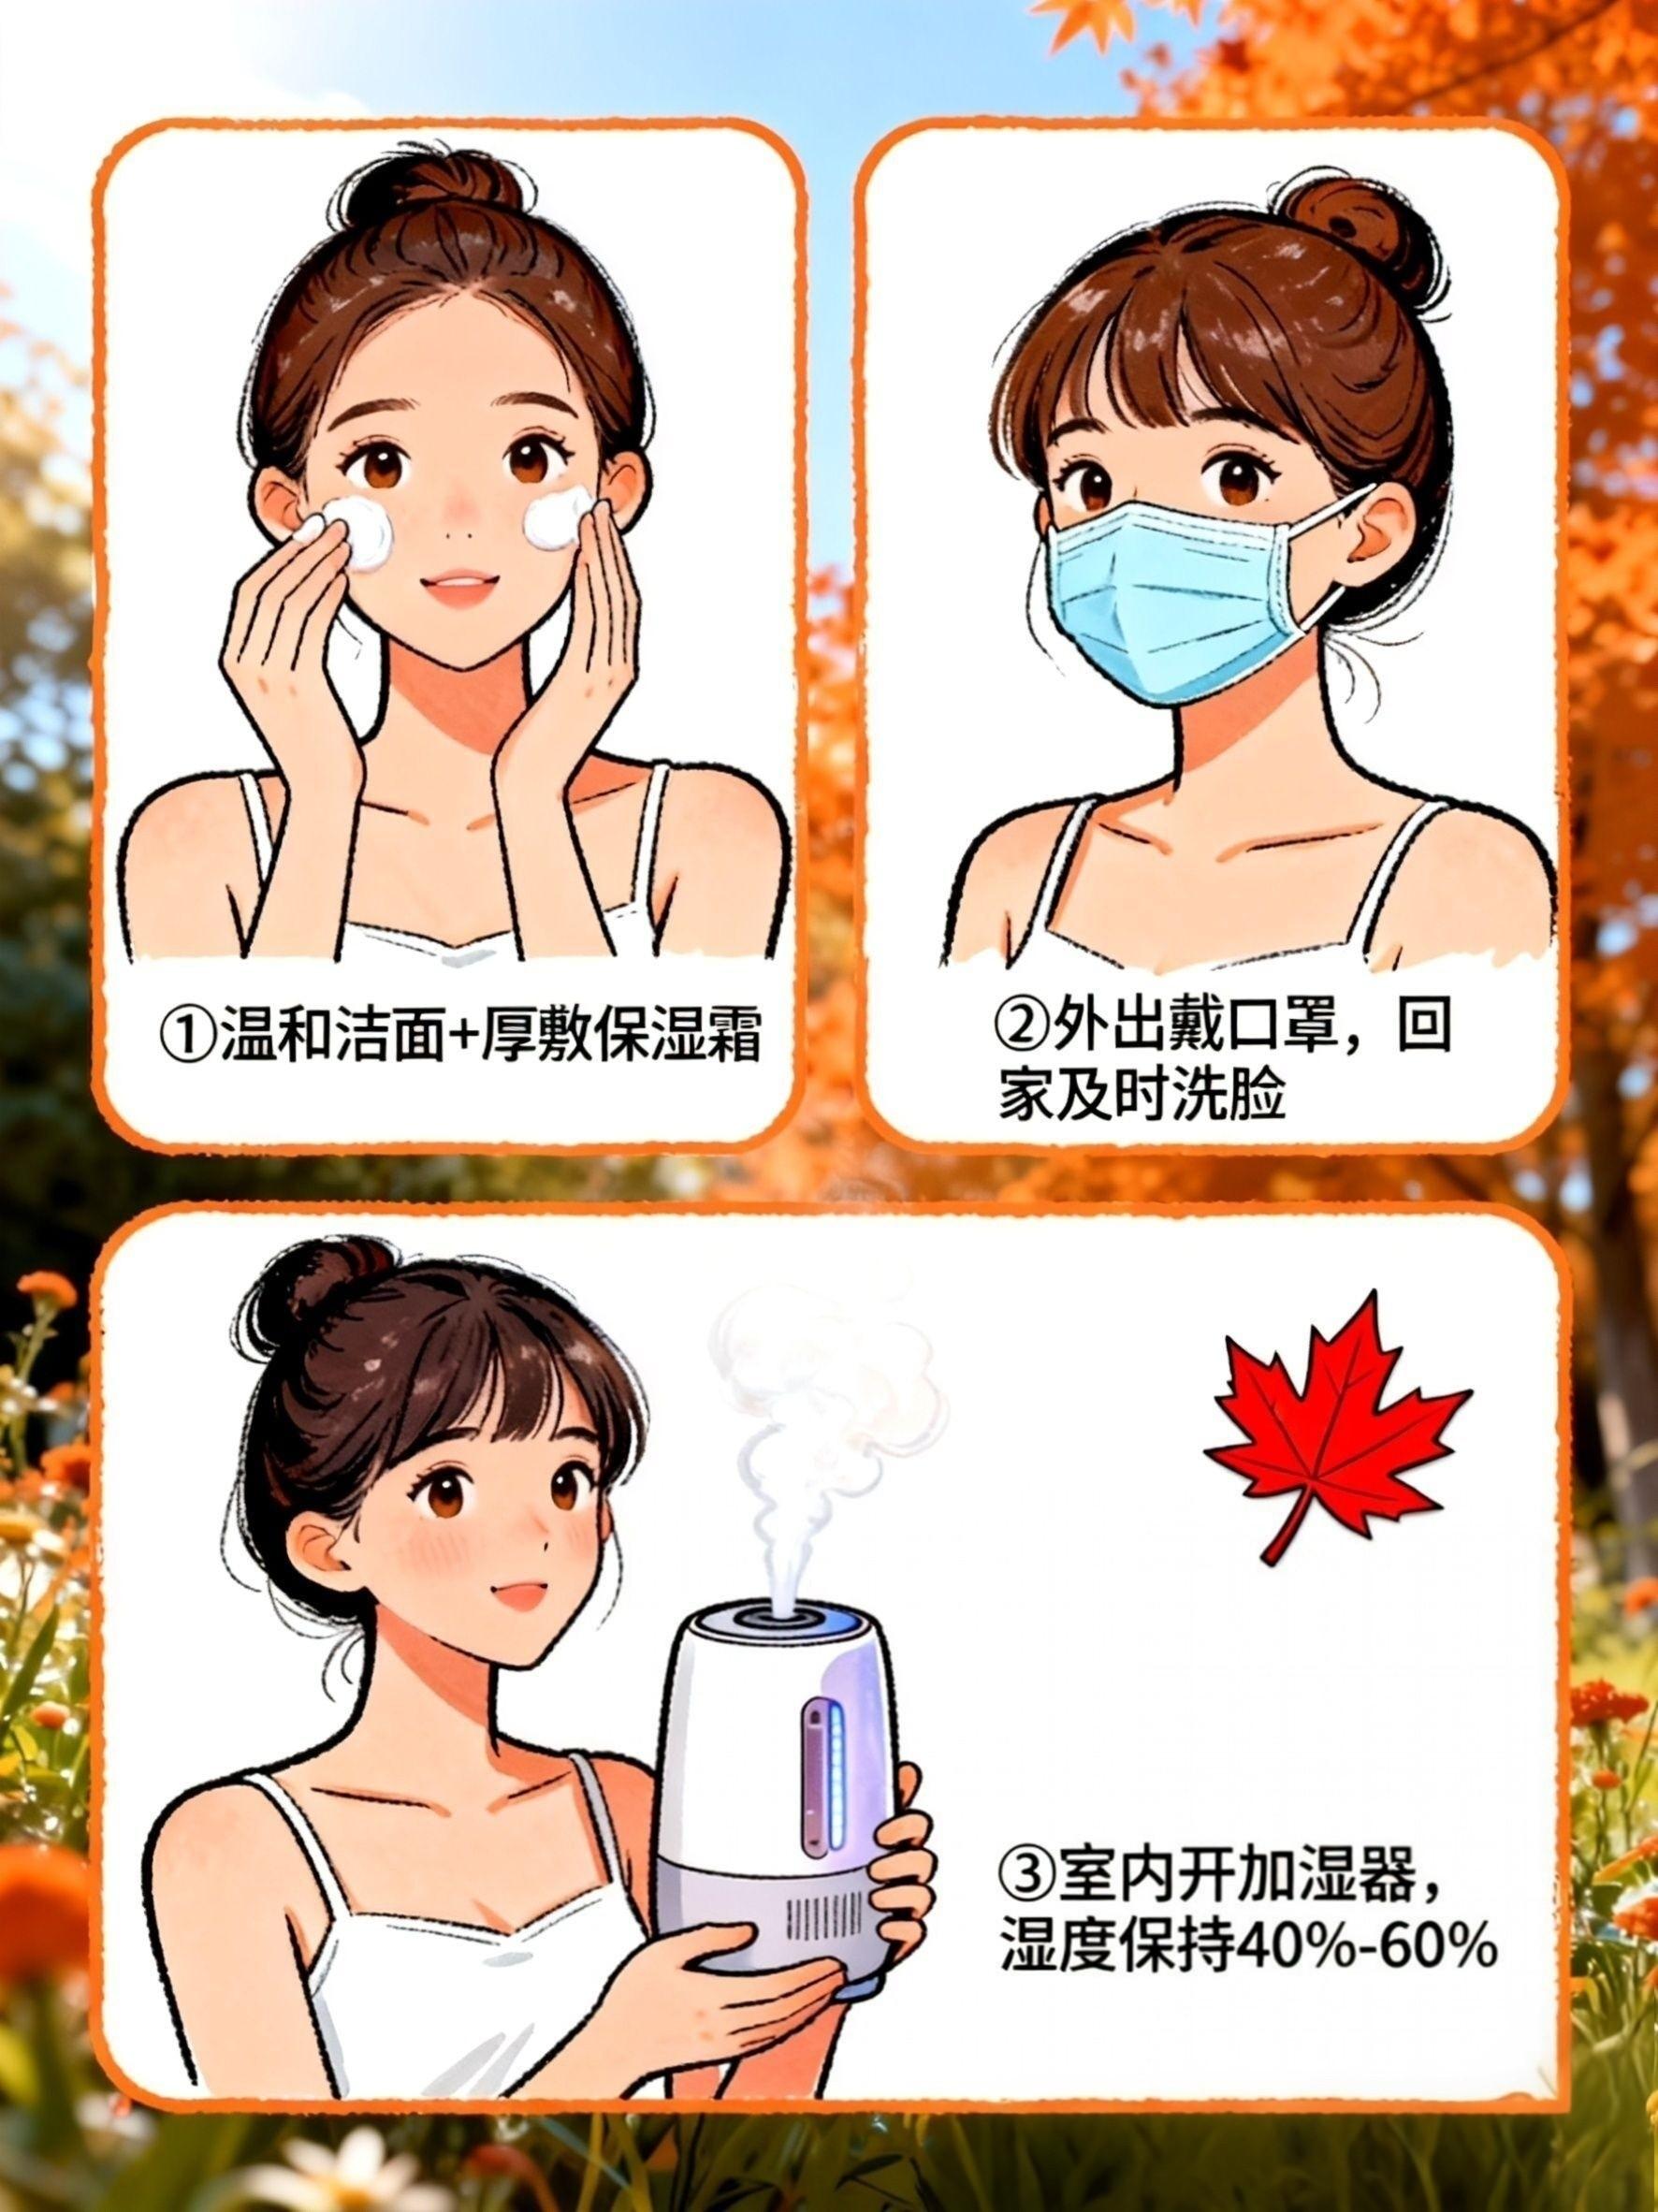 ①温和洁面+厚敷保湿霜
②外出戴口罩，回
家及时洗脸
③室内开加湿器，
湿度保持40%-60%